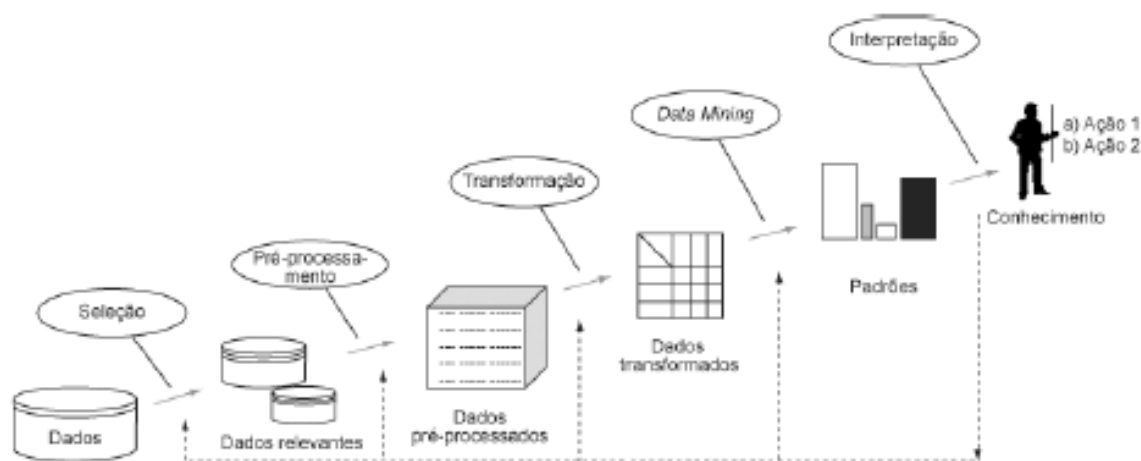 Interpretação
Data Mining
a) Ação 1
b) Ação 2
Transformação
Conhecimento
Pré-processa-
mento
Padrões
Seleção
Dados
transformados
Dados
Dados relevantes
Dados
pré-processados